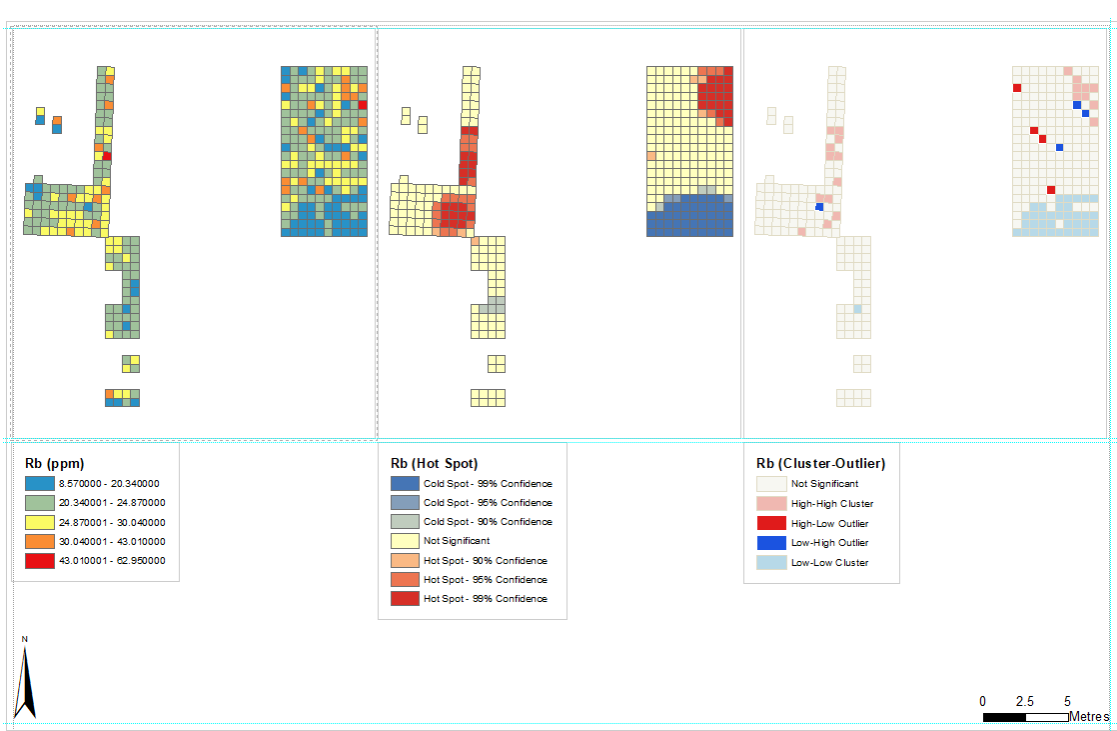 Rb (ppm)
8.570000 - 20.340000
20.340001 - 24.870000
24.870001 - 30.040000
30.040001 - 43.010000
43.010001 - 62.950000
Rb (Hot Spot)
Cold Spot - 99% Confidence
Cold Spot - 95% Confidence
Cold Spot - 90% Confidence
Not Significant
Hot Spot - 90% Confidence
Hot Spot - 95% Confidence
Hot Spot - 99% Confidence
Rb (Cluster-Outlier)
Not Significant
High-High Cluster
High-Low Outlier
Low-High Outlier
Low-Low Cluster
N
0 2.5 5
Metres